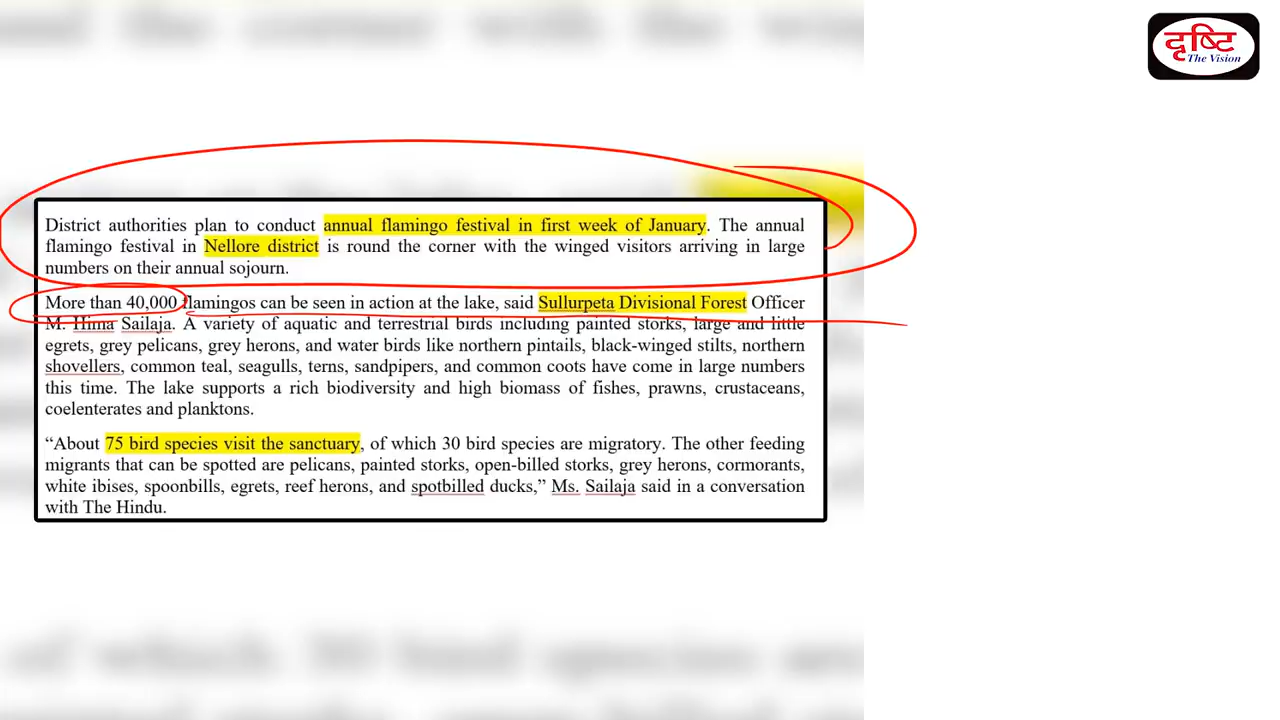 दृष्टि
The Vision
District authorities plan to conduct annual flamingo festival in first week of January. The annual
flamingo festival in Nellore district is round the corner with the winged visitors arriving in large
numbers on their annual sojourn.
More than 40,000 flamingos can be seen in action at the lake, said Sullurpeta Divisional Forest Officer
M. Hima Sailaja. A variety of aquatic and terrestrial birds including painted storks, large and little
egrets, grey pelicans, grey herons, and water birds like northern pintails, black-winged stilts, northern
shovellers, common teal, seagulls, terns, sandpipers, and common coots have come in large numbers
this time. The lake supports a rich biodiversity and high biomass of fishes, prawns, crustaceans,
coelenterates and planktons.
“About 75 bird species visit the sanctuary, of which 30 bird species are migratory. The other feeding
migrants that can be spotted are pelicans, painted storks, open-billed storks, grey herons, cormorants,
white ibises, spoonbills, egrets, reef herons, and spotbilled ducks,” Ms. Sailaja said in a conversation
with The Hindu.